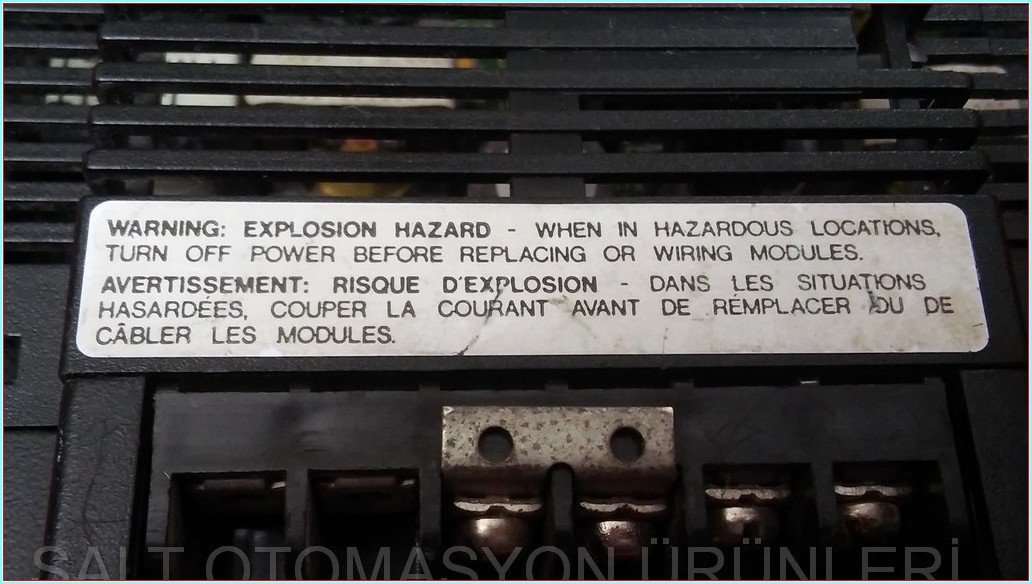 WARNING: EXPLOSION HAZARD - WHEN IN HAZARDOUS LOCATIONS,
TURN OFF POWER BEFORE REPLACING OR WIRING MODULES.
AVERTISSEMENT: RISQUE D'EXPLOSION - DANS LES SITUATIONS
HASARDÉES, COUPER LA COURANT AVANT DE RÉMPLACER OU DE
CÂBLER LES MODULES.
SALT OTOMASYON ÜRÜNLERİ